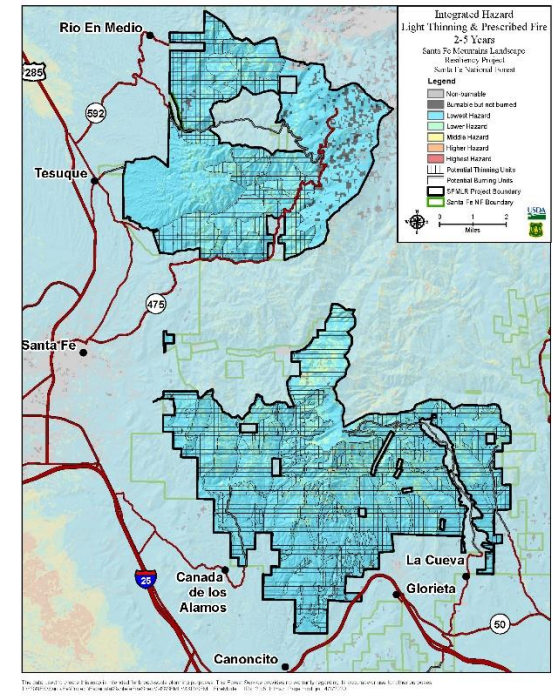 Integrated Hazard
Light Thinning & Prescribed Fire
2-5 Years
Santa Fe Mountains Landscape
Resiliency Project
Santa Fe National Forest
Legend
Non-burnable
Burnable but not burned
Lowest Hazard
Lower Hazard
Middle Hazard
Higher Hazard
Highest Hazard
Potential Thinning Units
Potential Burning Units
SFMLR Project Boundary
Santa Fe NF Boundary
0 1 2
Miles
USDA
Rio En Medio
285
592
Tesuque
475
Santa Fe
25
Canada
de los
Alamos
La Cueva
Glorieta
50
Canoncito